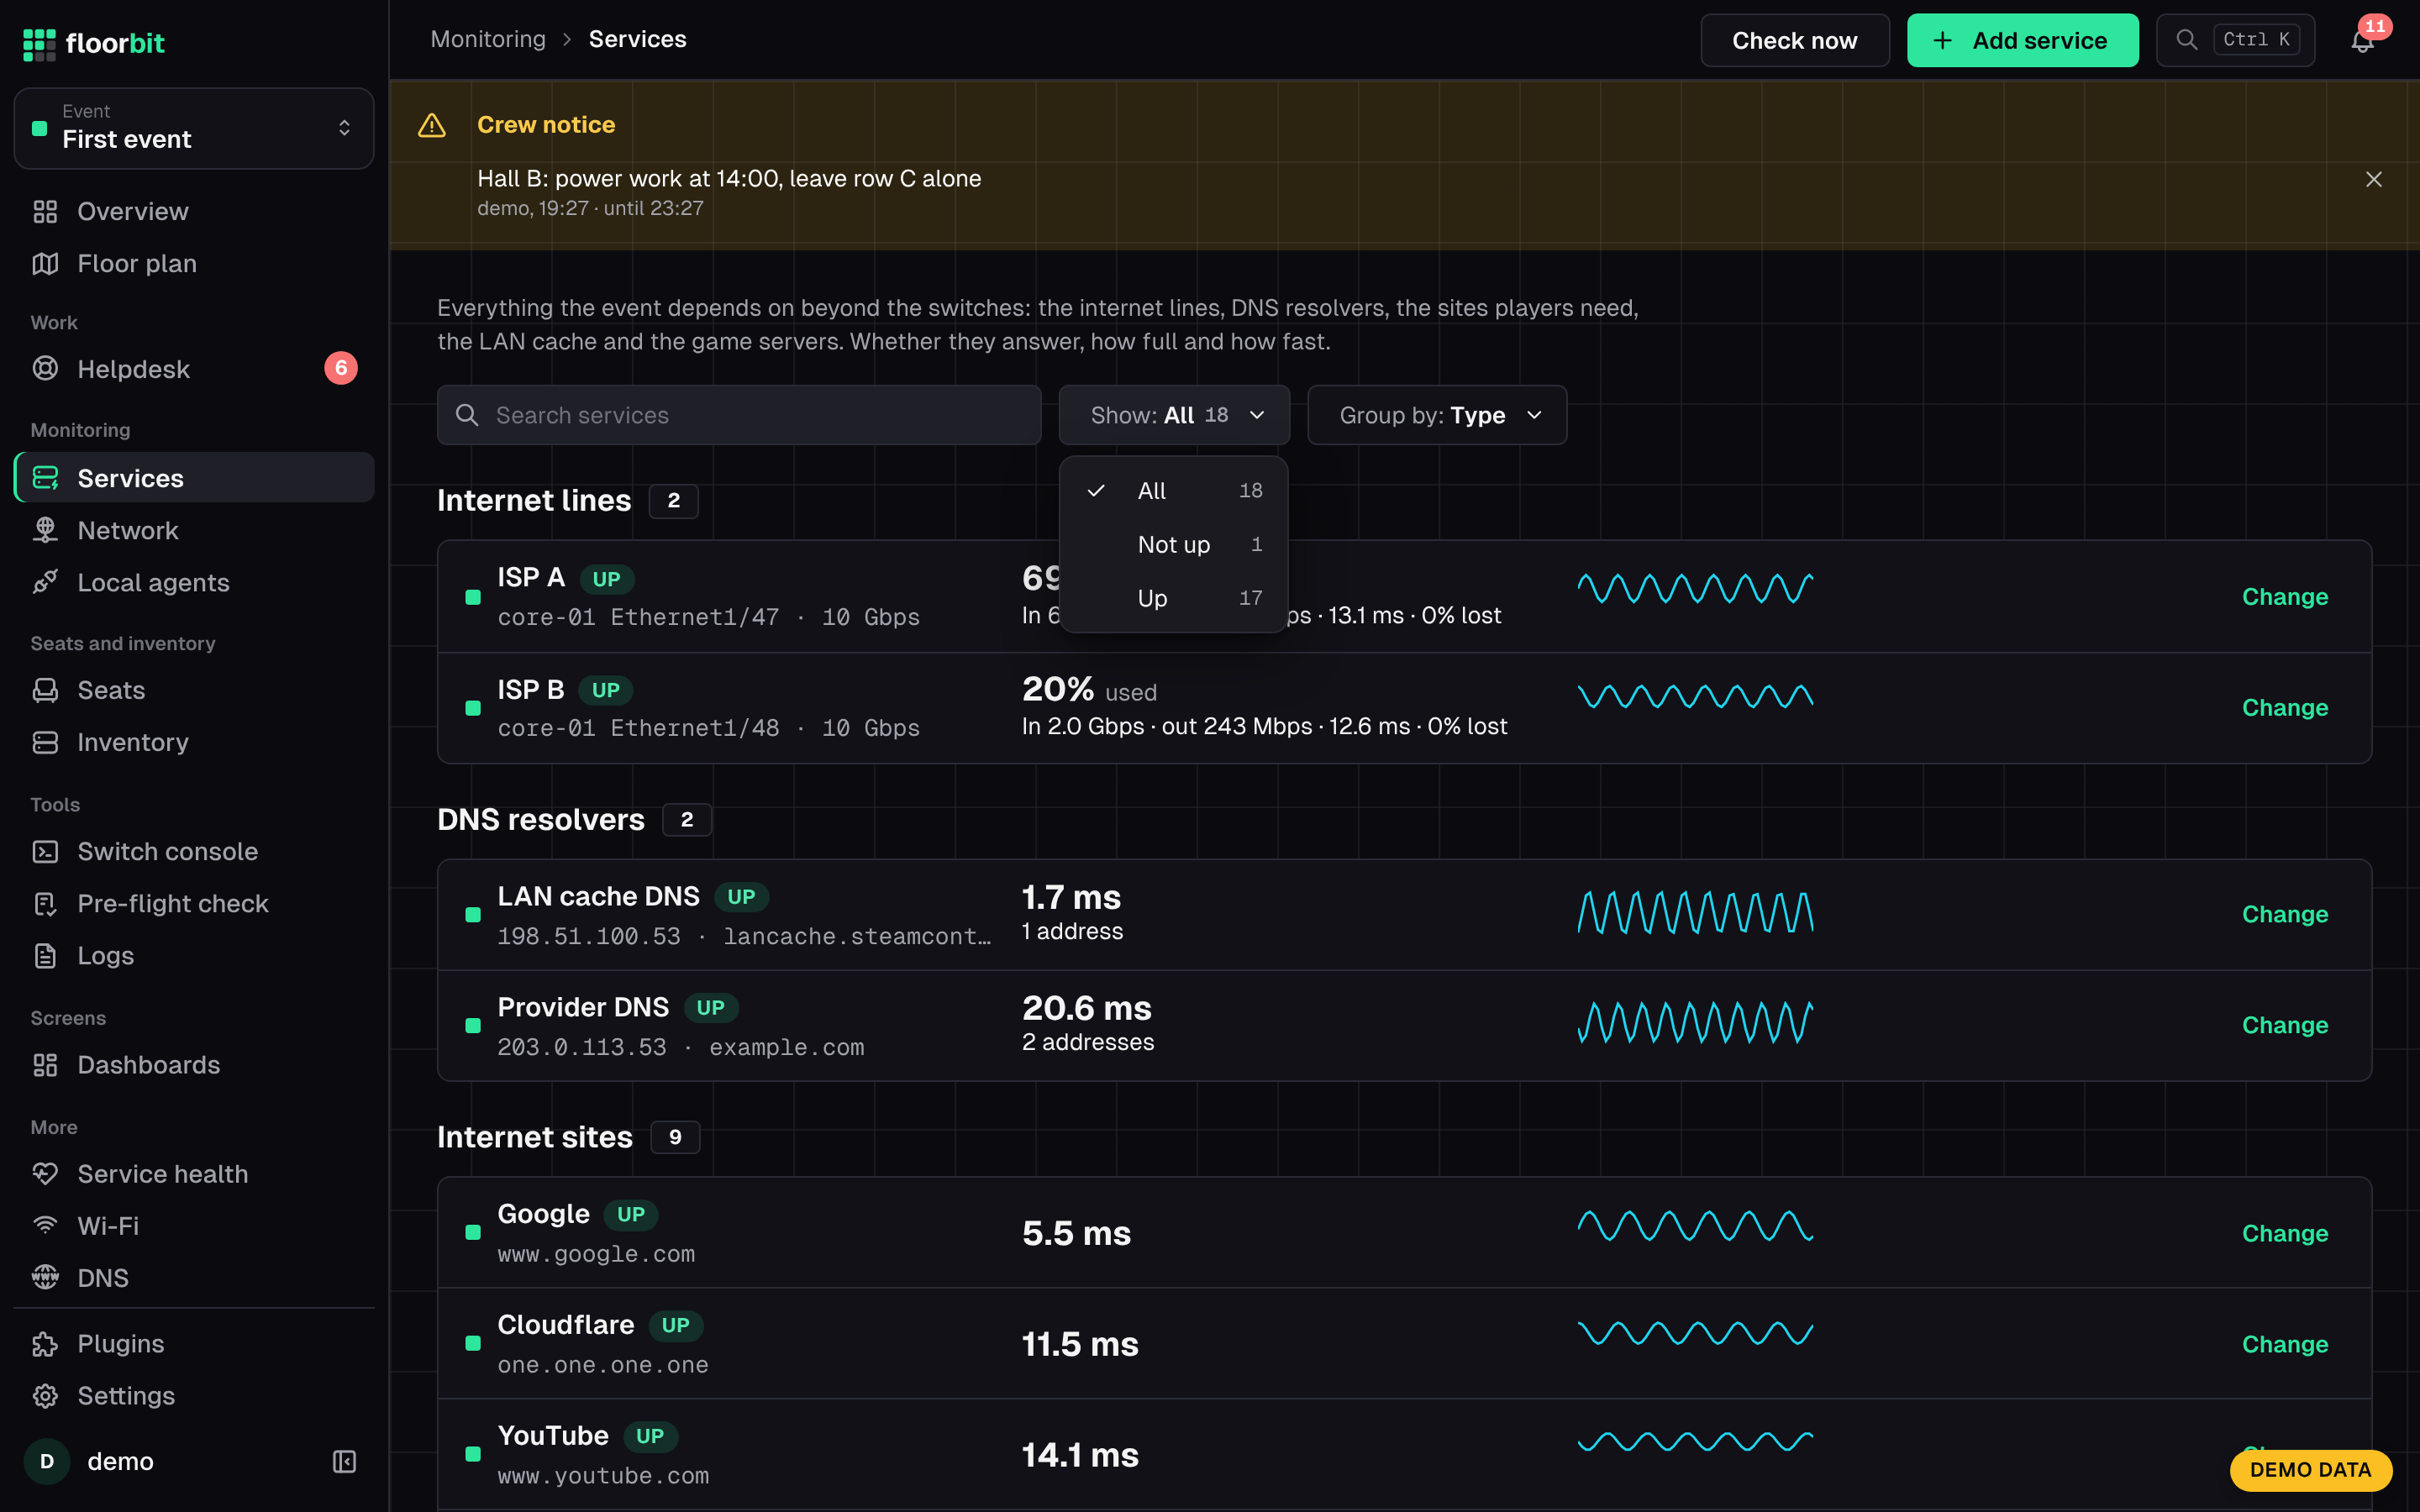 floorbit
Event
First event
Overview
Floor plan
Work
Helpdesk 6
Monitoring
Services
Network
Local agents
Seats and inventory
Seats
Inventory
Tools
Switch console
Pre-flight check
Logs
Screens
Dashboards
More
Service health
Wi-Fi
DNS
Plugins
Settings
D demo
Monitoring > Services
Check now
+ Add service
Ctrl K
11
Crew notice
Hall B: power work at 14:00, leave row C alone
demo, 19:27 · until 23:27
Everything the event depends on beyond the switches: the internet lines, DNS resolvers, the sites players need,
the LAN cache and the game servers. Whether they answer, how full and how fast.
Search services
Show: All 18
Group by: Type
All 18
Not up 1
Up 17
Internet lines 2
ISP A UP
core-01 Ethernet1/47 · 10 Gbps
69
In 6
ps · 13.1 ms · 0% lost
Change
ISP B UP
core-01 Ethernet1/48 · 10 Gbps
20% used
In 2.0 Gbps · out 243 Mbps · 12.6 ms · 0% lost
Change
DNS resolvers 2
LAN cache DNS UP
198.51.100.53 · lancache.steamcont…
1.7 ms
1 address
Change
Provider DNS UP
203.0.113.53 · example.com
20.6 ms
2 addresses
Change
Internet sites 9
Google UP
www.google.com
5.5 ms
Change
Cloudflare UP
one.one.one.one
11.5 ms
Change
YouTube UP
www.youtube.com
14.1 ms
DEMO DATA